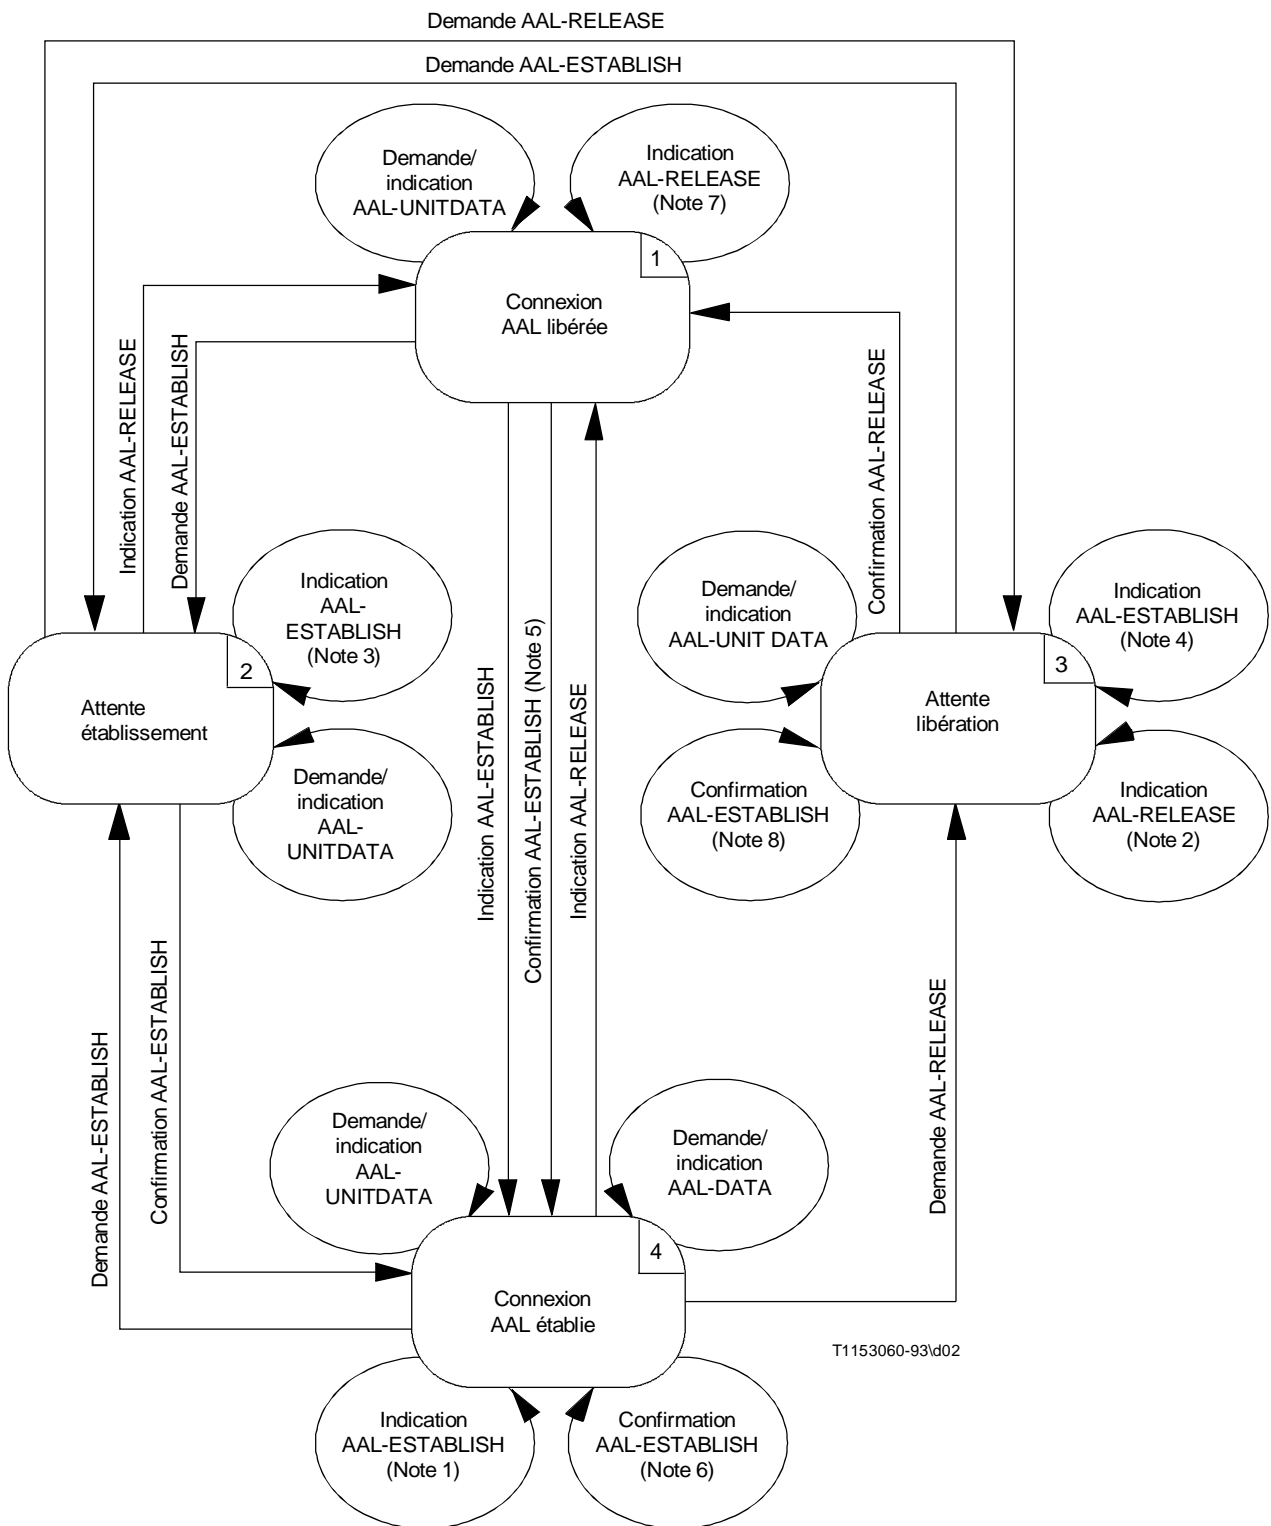 Demande AAL-RELEASE
Demande AAL-ESTABLISH
Demande/
indication
AAL-UNITDATA
Indication
AAL-RELEASE
(Note 7)
1
Connexion
AAL libérée
Indication AAL-RELEASE
Demande AAL-ESTABLISH
Confirmation AAL-RELEASE
Indication
AAL-
ESTABLISH
(Note 3)
2
Attente
établissement
Demande/
indication
AAL-
UNITDATA
Indication AAL-ESTABLISH
Confirmation AAL-ESTABLISH (Note 5)
Indication AAL-RELEASE
Demande/
indication
AAL-UNIT DATA
Indication
AAL-ESTABLISH
(Note 4)
3
Attente
libération
Confirmation
AAL-ESTABLISH
(Note 8)
Indication
AAL-RELEASE
(Note 2)
Demande AAL-ESTABLISH
Confirmation AAL-ESTABLISH
Demande AAL-RELEASE
Demande/
indication
AAL-
UNITDATA
Demande/
indication
AAL-DATA
4
Connexion
AAL établie
T1153060-93\d02
Indication
AAL-ESTABLISH
(Note 1)
Confirmation
AAL-ESTABLISH
(Note 6)